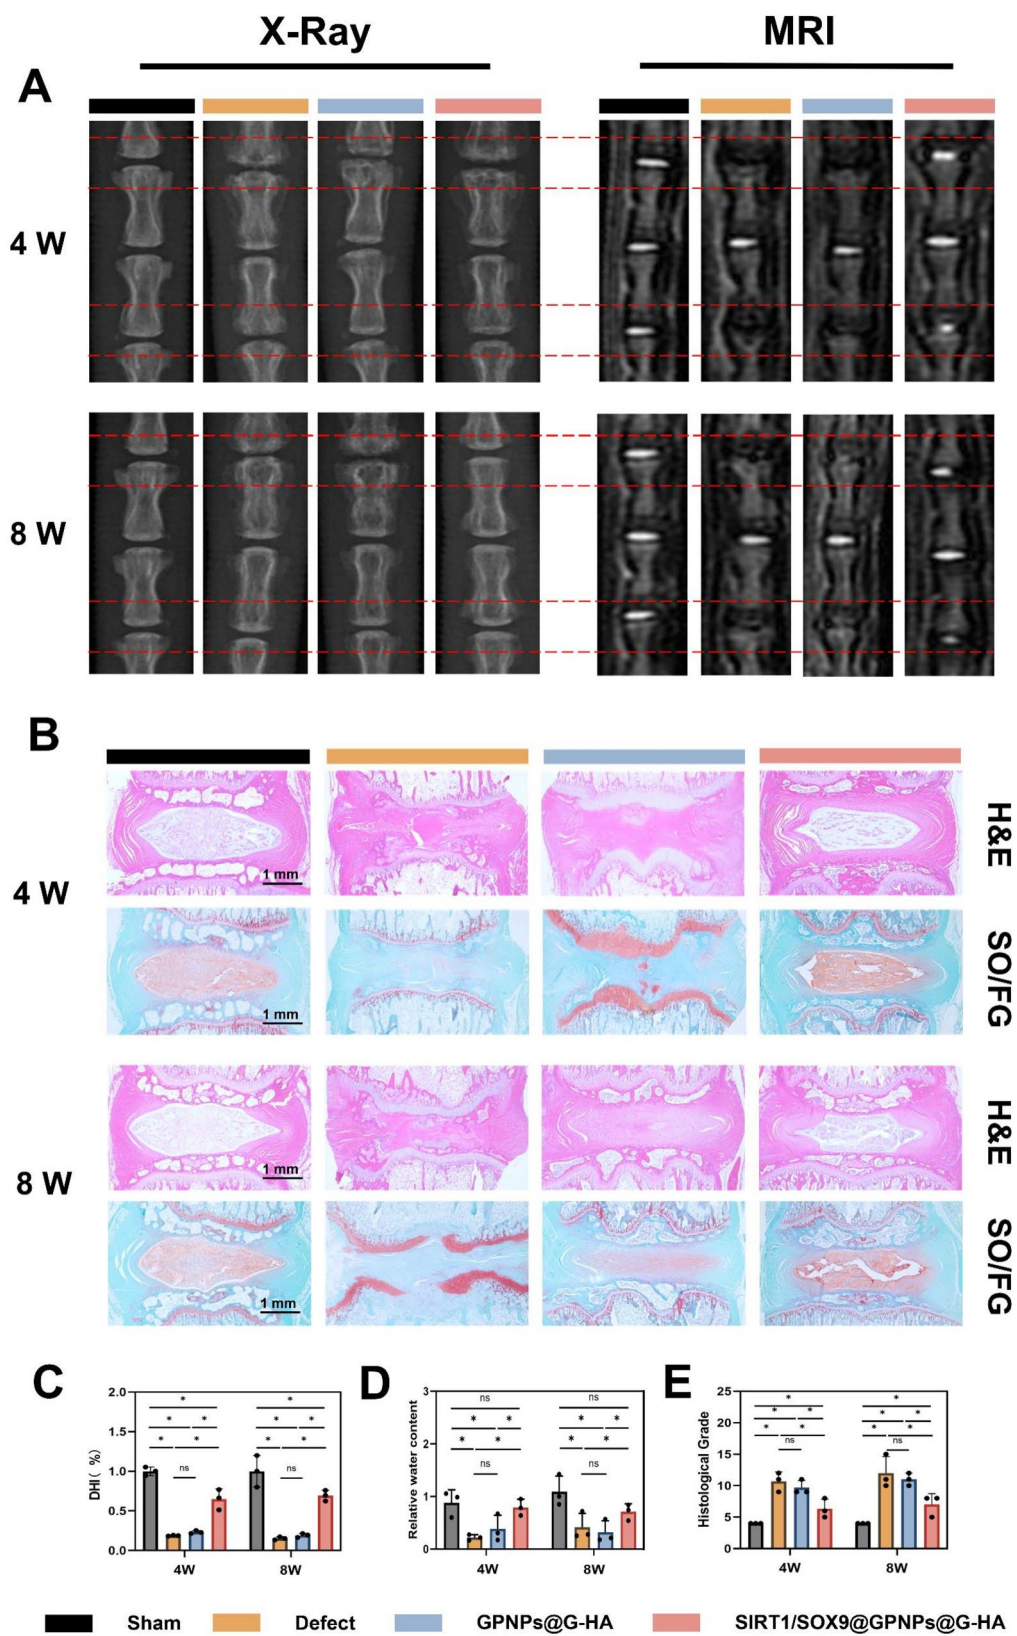 X-Ray
MRI
A
4 W
8 W
B
H&E
4 W
1 mm
SO/FG
1 mm
H&E
8 W
1 mm
SO/FG
1 mm
C
DHI（ %）
2.0
1.5
1.0
0.5
0.0
*
*
*
*
*
ns
*
*
*
*
*
ns
4W
8W
D
Relative water content
3
2
1
0
ns
*
*
*
*
ns
ns
*
*
*
*
ns
4W
8W
E
Histological Grade
25
20
15
10
5
0
*
*
*
*
*
ns
*
*
*
*
*
ns
4W
8W
Sham
Defect
GPNPs@G-HA
SIRT1/SOX9@GPNPs@G-HA